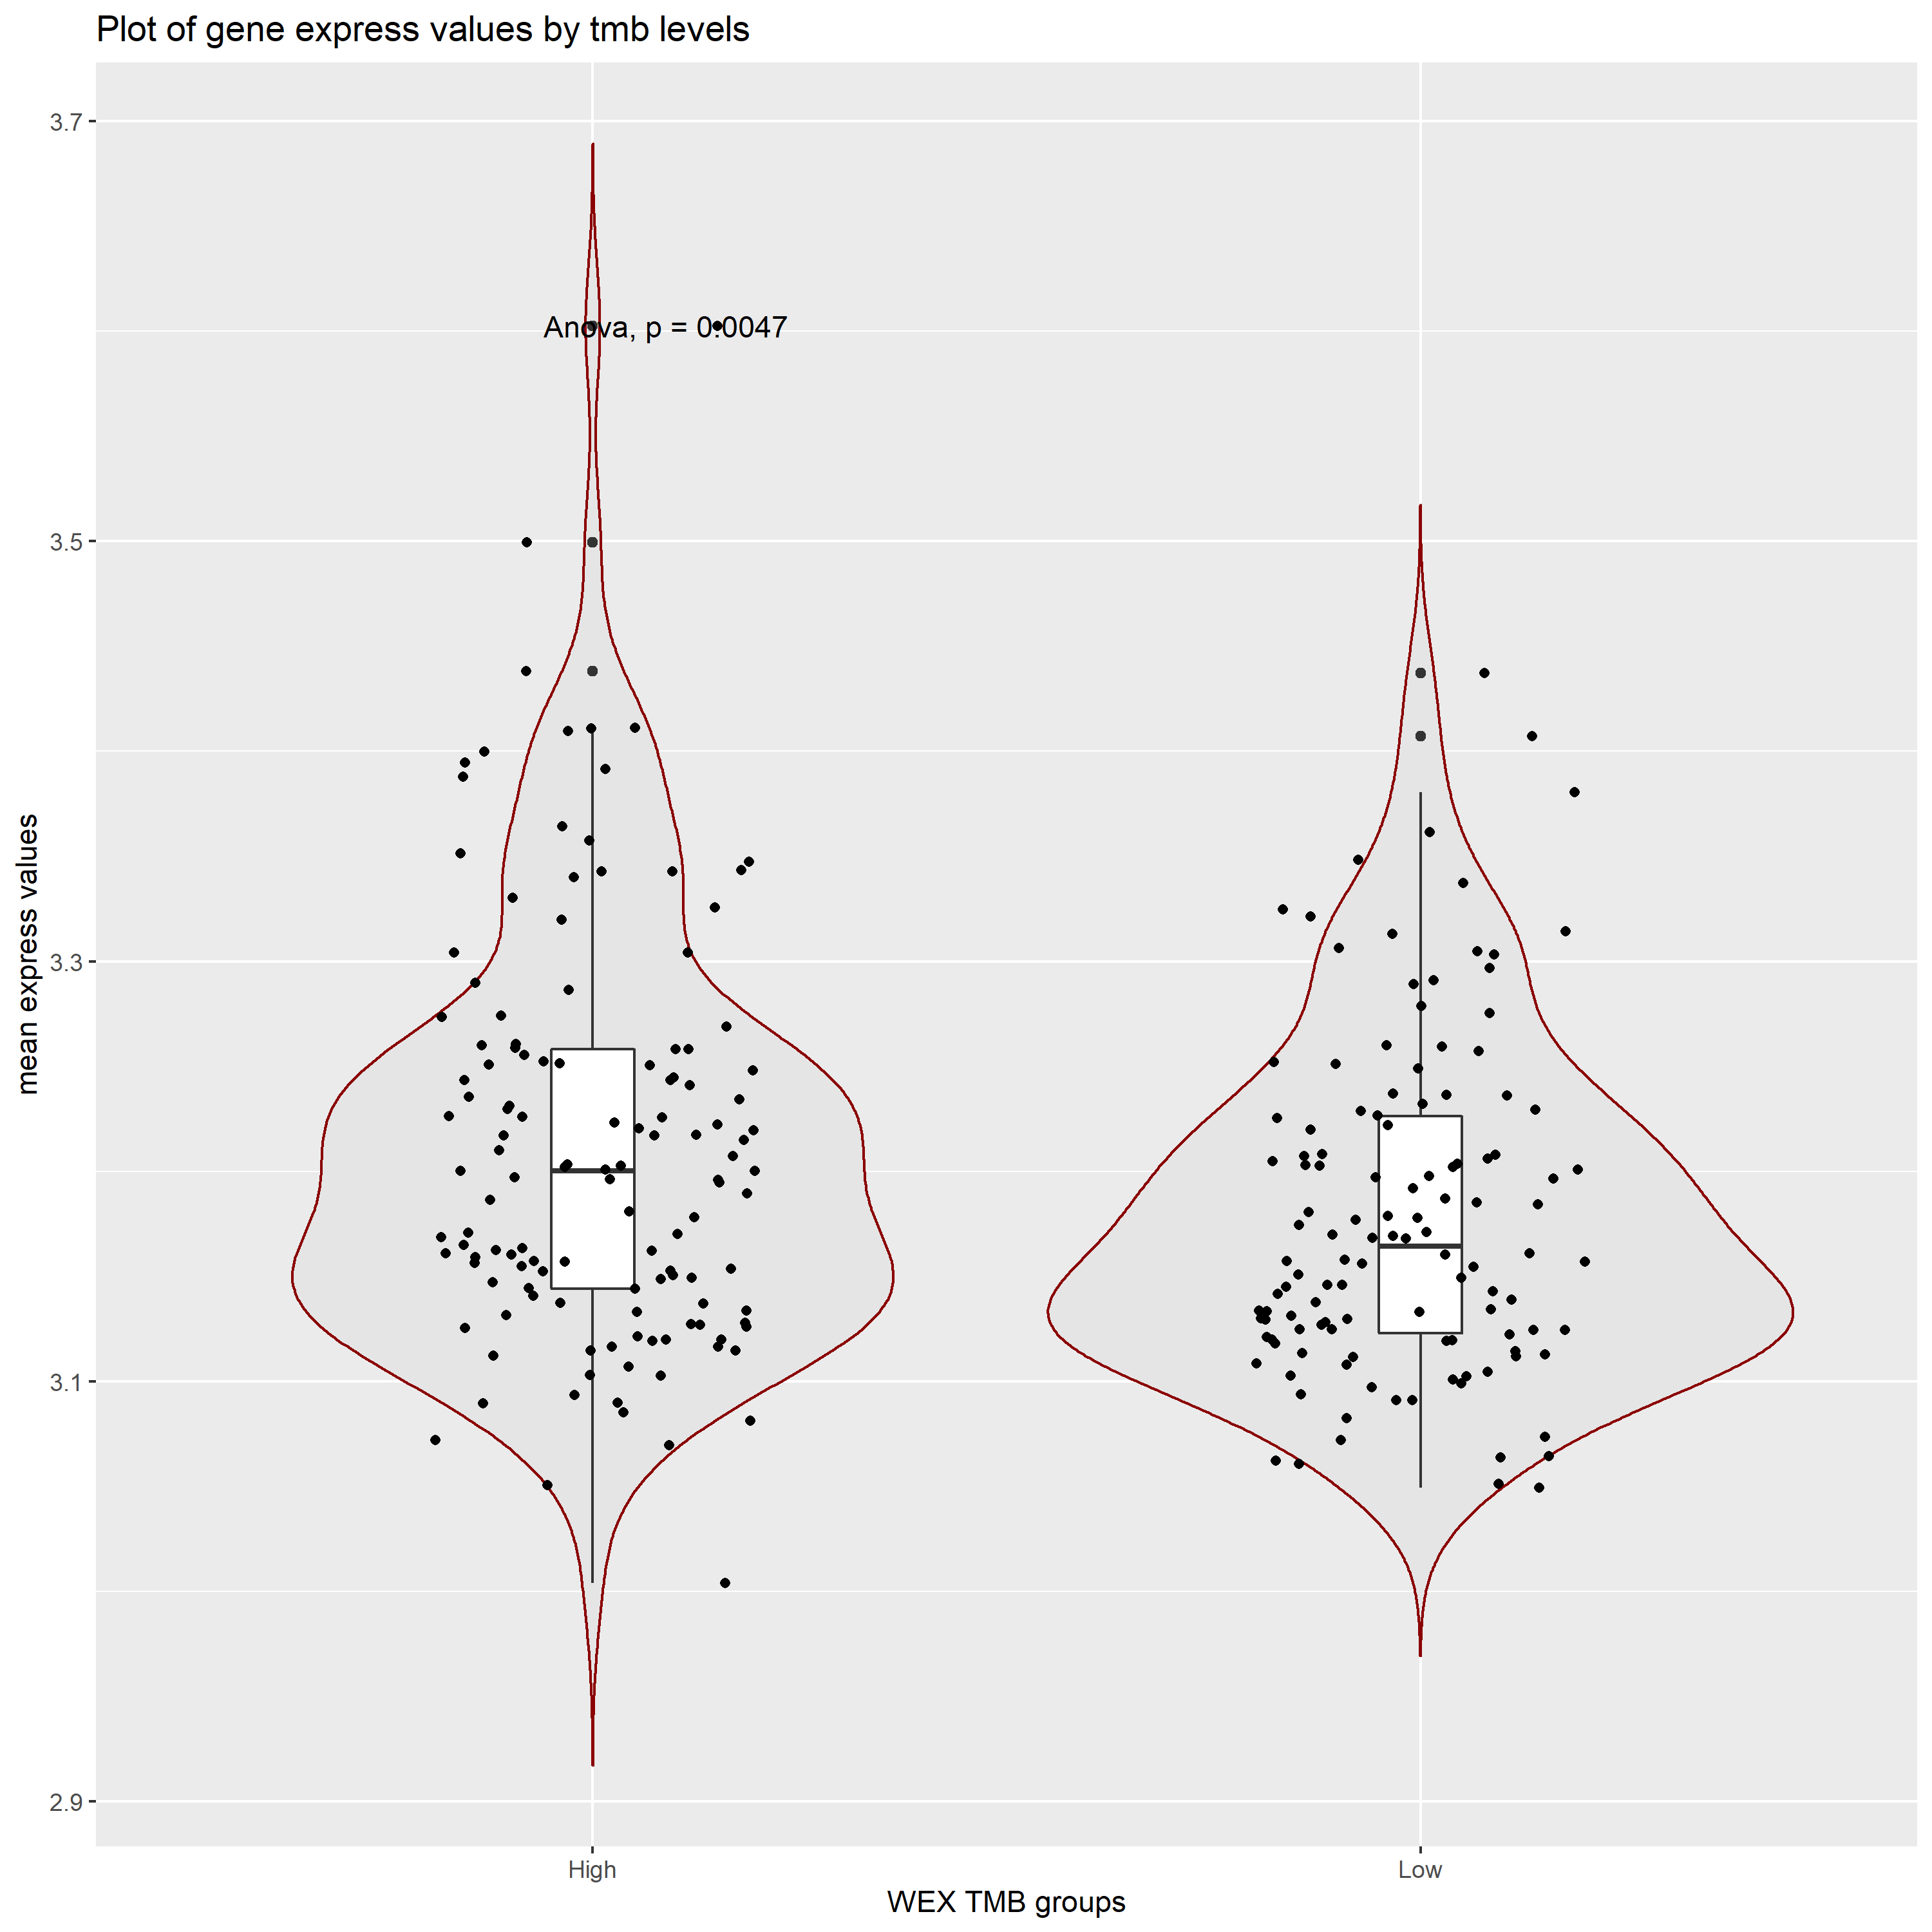 Plot of gene express values by tmb levels
3.7
Anova, p = 0.0047
3.5
mean express values
3.3
3.1
2.9
High
Low
WEX TMB groups